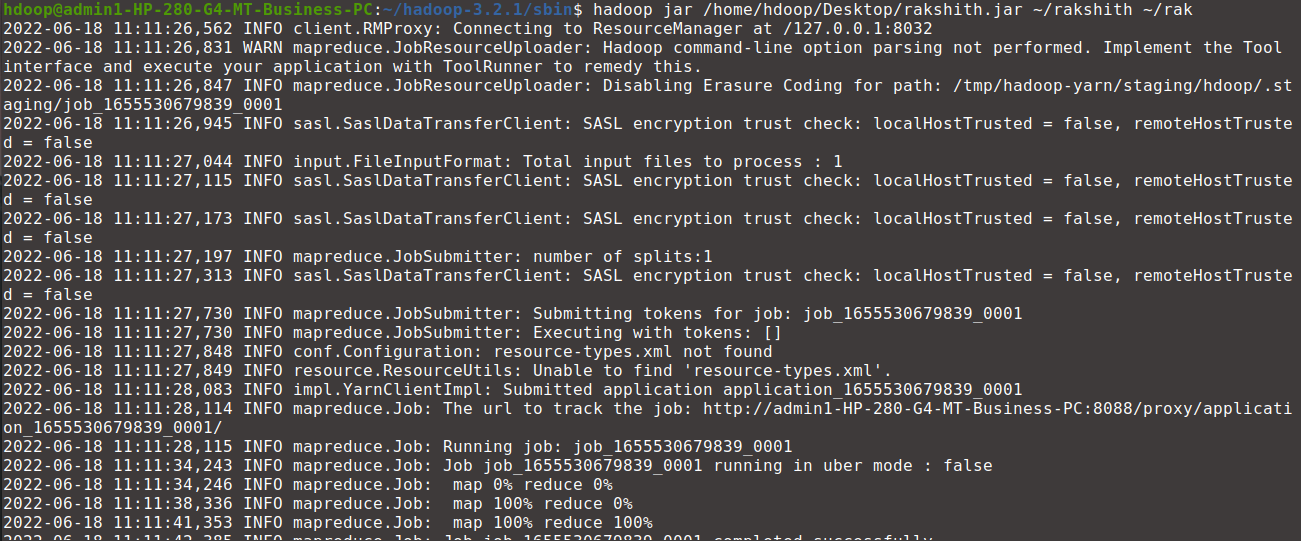 hdoop@admin1-HP-280-G4-MT-Business-PC:~/hadoop-3.2.1/sbin$ hadoop jar /home/hdoop/Desktop/rakshith.jar ~/rakshith ~/rak
2022-06-18 11:11:26,562 INFO client.RMProxy: Connecting to ResourceManager at /127.0.0.1:8032
2022-06-18 11:11:26,831 WARN mapreduce.JobResourceUploader: Hadoop command-line option parsing not performed. Implement the Tool
interface and execute your application with ToolRunner to remedy this.
2022-06-18 11:11:26,847 INFO mapreduce.JobResourceUploader: Disabling Erasure Coding for path: /tmp/hadoop-yarn/staging/hdoop/.st
aging/job_1655530679839_0001
2022-06-18 11:11:26,945 INFO sasl.SaslDataTransferClient: SASL encryption trust check: localHostTrusted = false, remoteHostTruste
d = false
2022-06-18 11:11:27,044 INFO input.FileInputFormat: Total input files to process : 1
2022-06-18 11:11:27,115 INFO sasl.SaslDataTransferClient: SASL encryption trust check: localHostTrusted = false, remoteHostTruste
d = false
2022-06-18 11:11:27,173 INFO sasl.SaslDataTransferClient: SASL encryption trust check: localHostTrusted = false, remoteHostTruste
d = false
2022-06-18 11:11:27,197 INFO mapreduce.JobSubmitter: number of splits:1
2022-06-18 11:11:27,313 INFO sasl.SaslDataTransferClient: SASL encryption trust check: localHostTrusted = false, remoteHostTruste
d = false
2022-06-18 11:11:27,730 INFO mapreduce.JobSubmitter: Submitting tokens for job: job_1655530679839_0001
2022-06-18 11:11:27,730 INFO mapreduce.JobSubmitter: Executing with tokens: []
2022-06-18 11:11:27,848 INFO conf.Configuration: resource-types.xml not found
2022-06-18 11:11:27,849 INFO resource.ResourceUtils: Unable to find 'resource-types.xml'.
2022-06-18 11:11:28,083 INFO impl.YarnClientImpl: Submitted application application_1655530679839_0001
2022-06-18 11:11:28,114 INFO mapreduce.Job: The url to track the job: http://admin1-HP-280-G4-MT-Business-PC:8088/proxy/applicati
on_1655530679839_0001/
2022-06-18 11:11:28,115 INFO mapreduce.Job: Running job: job_1655530679839_0001
2022-06-18 11:11:34,243 INFO mapreduce.Job: Job job_1655530679839_0001 running in uber mode : false
2022-06-18 11:11:34,246 INFO mapreduce.Job:  map 0% reduce 0%
2022-06-18 11:11:38,336 INFO mapreduce.Job:  map 100% reduce 0%
2022-06-18 11:11:41,353 INFO mapreduce.Job:  map 100% reduce 100%
2022-06-18 11:11:42,385 INFO mapreduce.Job: Job job_1655530679839_0001 completed successfully